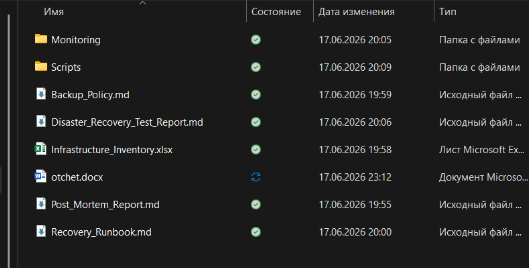 Имя Состояние Дата изменения Тип
Monitoring 17.06.2026 20:05 Папка с файлами
Scripts 17.06.2026 20:09 Папка с файлами
Backup_Policy.md 17.06.2026 19:59 Исходный файл ...
Disaster_Recovery_Test_Report.md 17.06.2026 20:06 Исходный файл ...
Infrastructure_Inventory.xlsx 17.06.2026 19:58 Лист Microsoft Ex...
otchet.docx 17.06.2026 23:12 Документ Microso...
Post_Mortem_Report.md 17.06.2026 19:55 Исходный файл ...
Recovery_Runbook.md 17.06.2026 20:00 Исходный файл ...